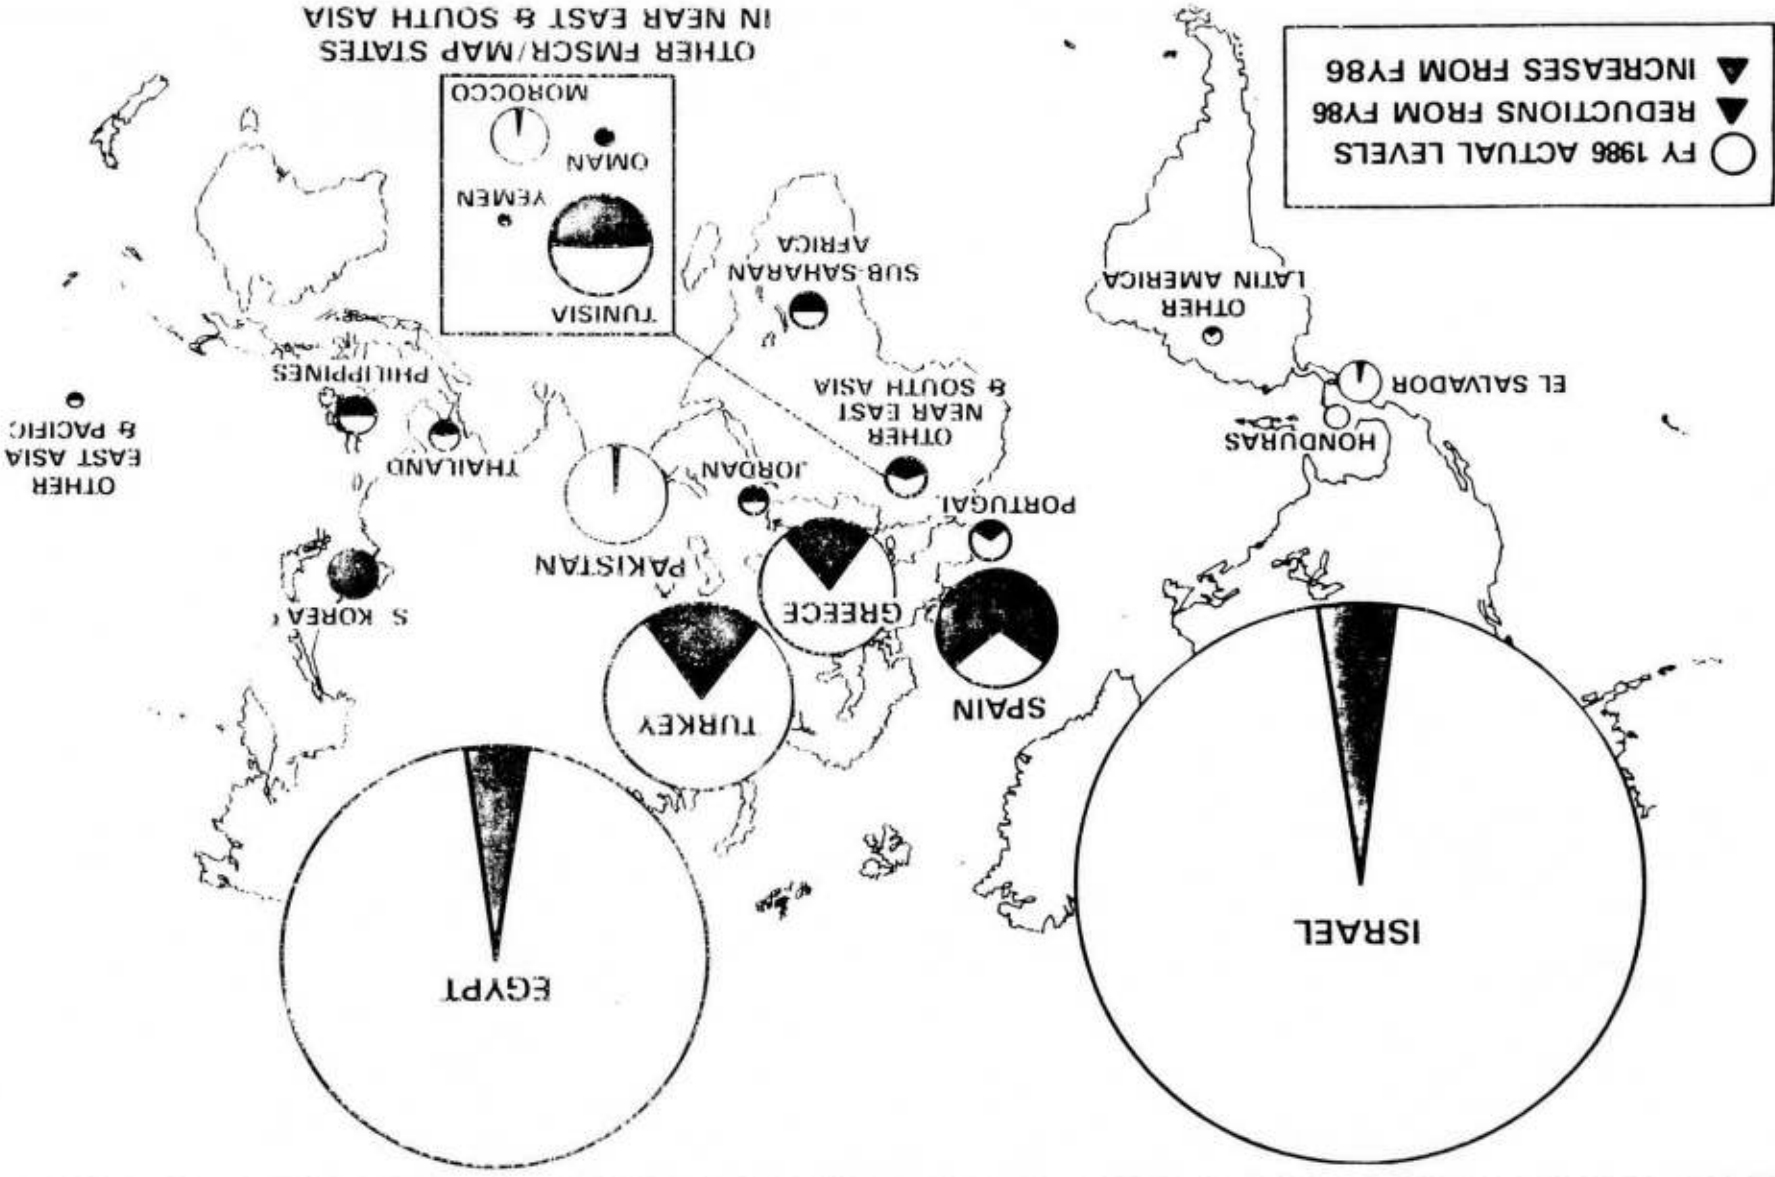 ISRAEL
EGYPT
SPAIN
TURKEY
GREECE
S KOREA
PAKISTAN
PORTUGAL
JORDAN
OTHER
EAST ASIA
& PACIFIC
THAILAND
PHILIPPINES
HONDURAS
EL SALVADOR
OTHER
NEAR EAST
& SOUTH ASIA
OTHER
LATIN AMERICA
SUB-SAHARAN
AFRICA
TUNISIA
YEMEN
OMAN
MOROCCO
OTHER FMSCR/MAP STATES
IN NEAR EAST & SOUTH ASIA
FY 1986 ACTUAL LEVELS
REDUCTIONS FROM FY86
INCREASES FROM FY86